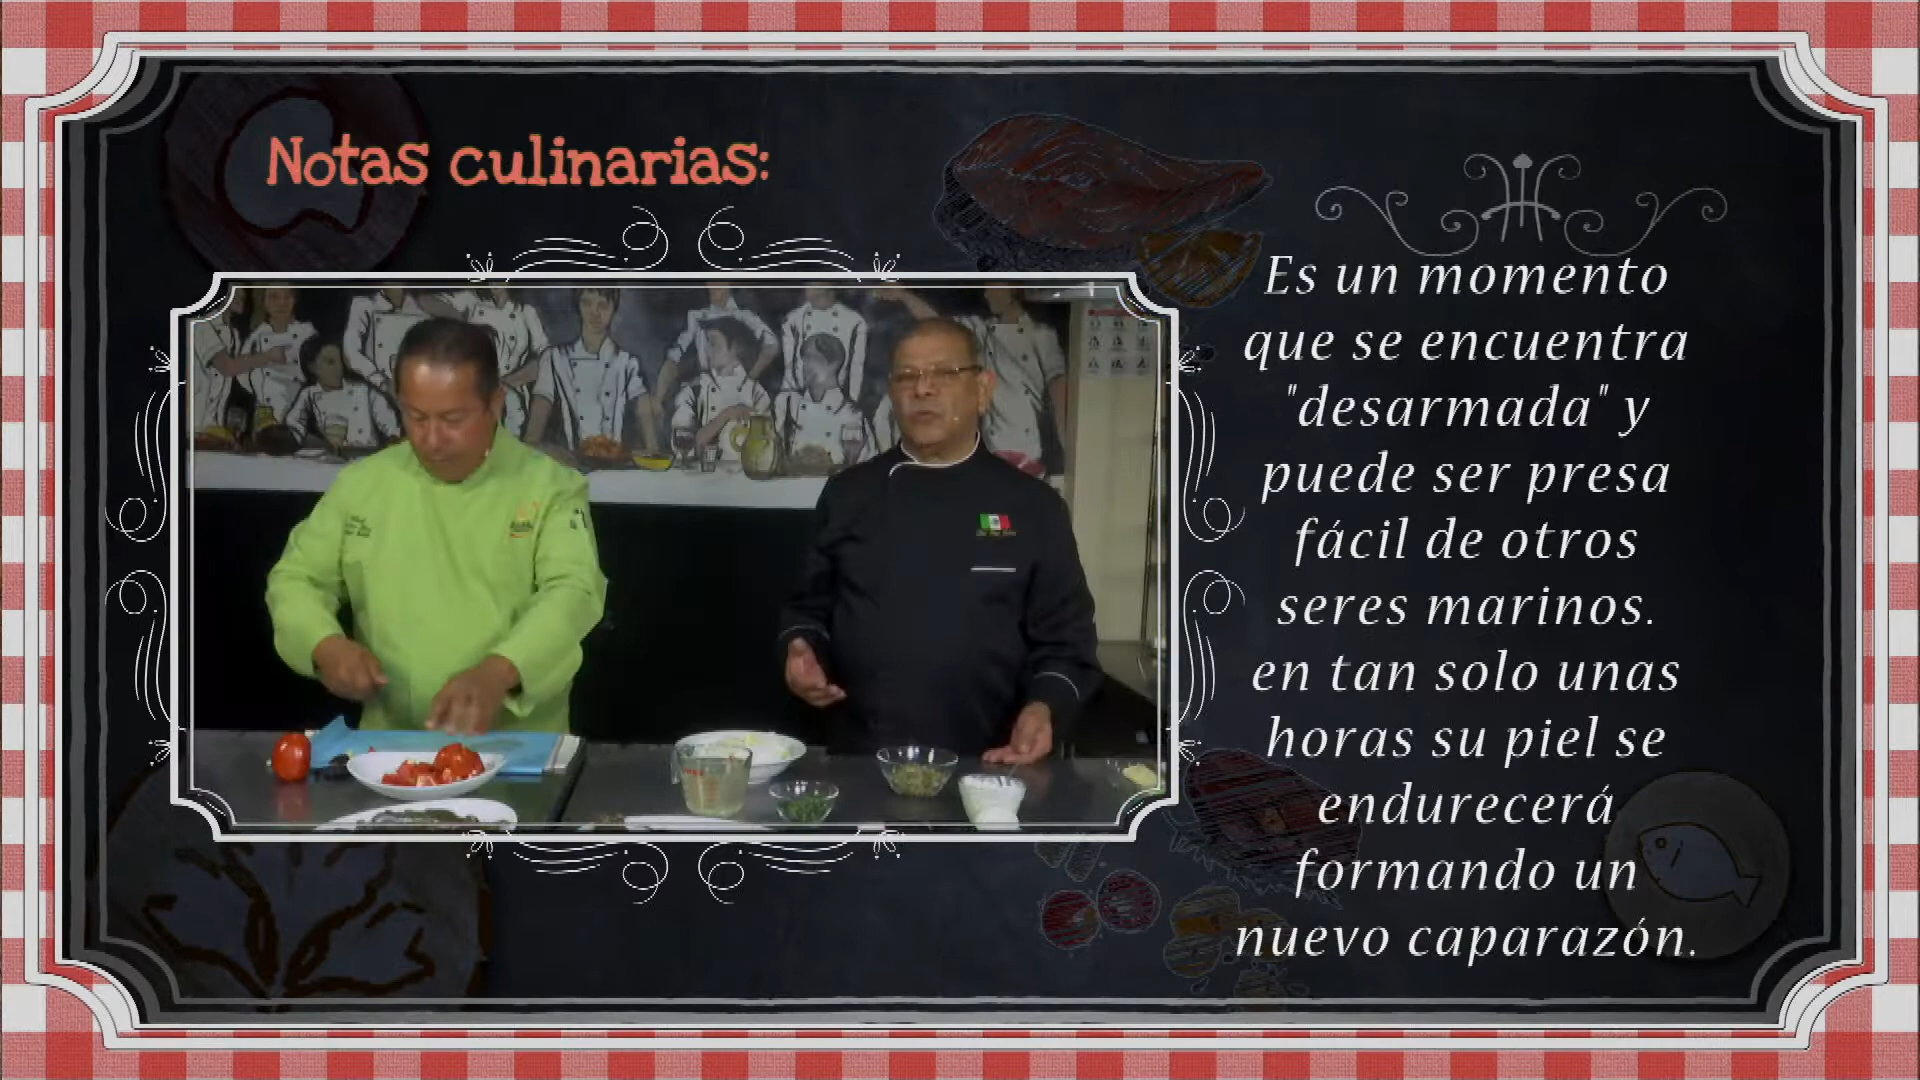 Notas culinarias:
Es un momento
que se encuentra
"desarmada" y
puede ser presa
fácil de otros
seres marinos.
en tan solo unas
horas su piel se
endurecerá
formando un
nuevo caparazón.